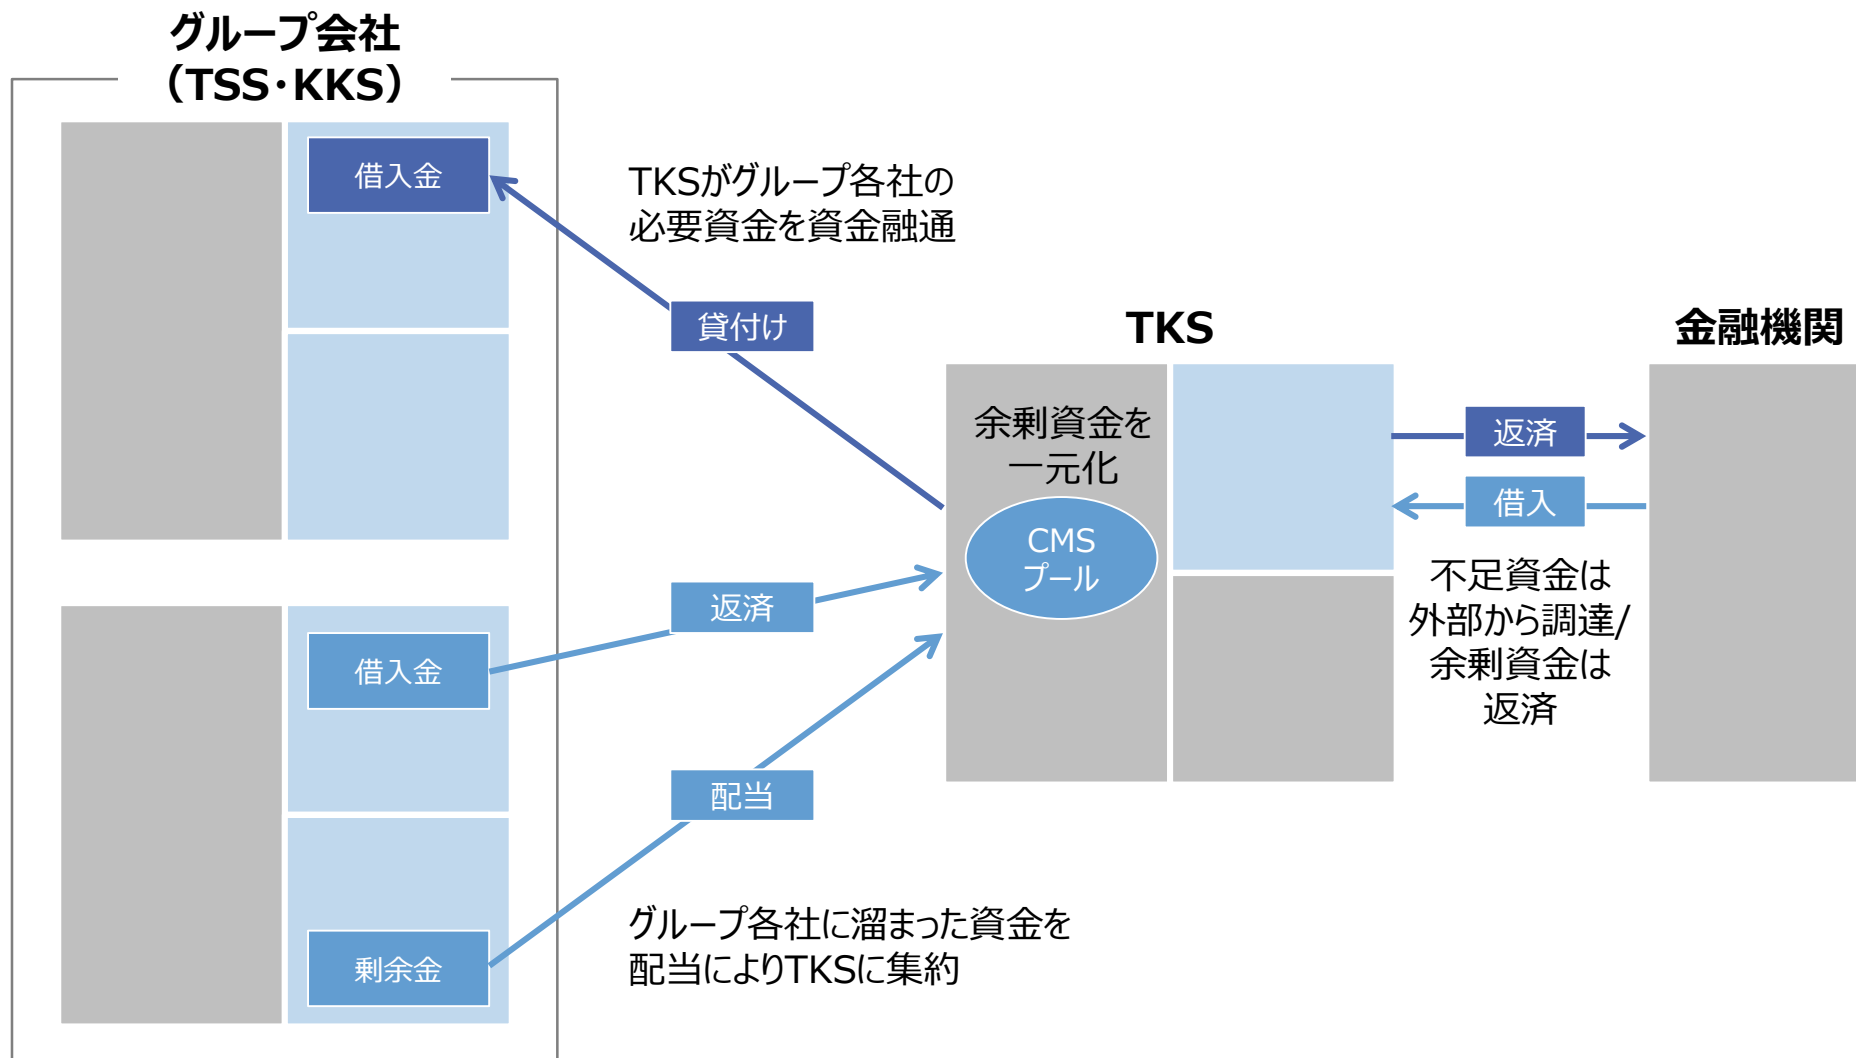 グループ会社
（TSS・KKS）
借入金
TKSがグループ各社の
必要資金を資金融通
貸付け
TKS
金融機関
余剰資金を
一元化
CMS
プール
返済
借入
不足資金は
外部から調達/
余剰資金は
返済
返済
借入金
配当
グループ各社に溜まった資金を
配当によりTKSに集約
剰余金